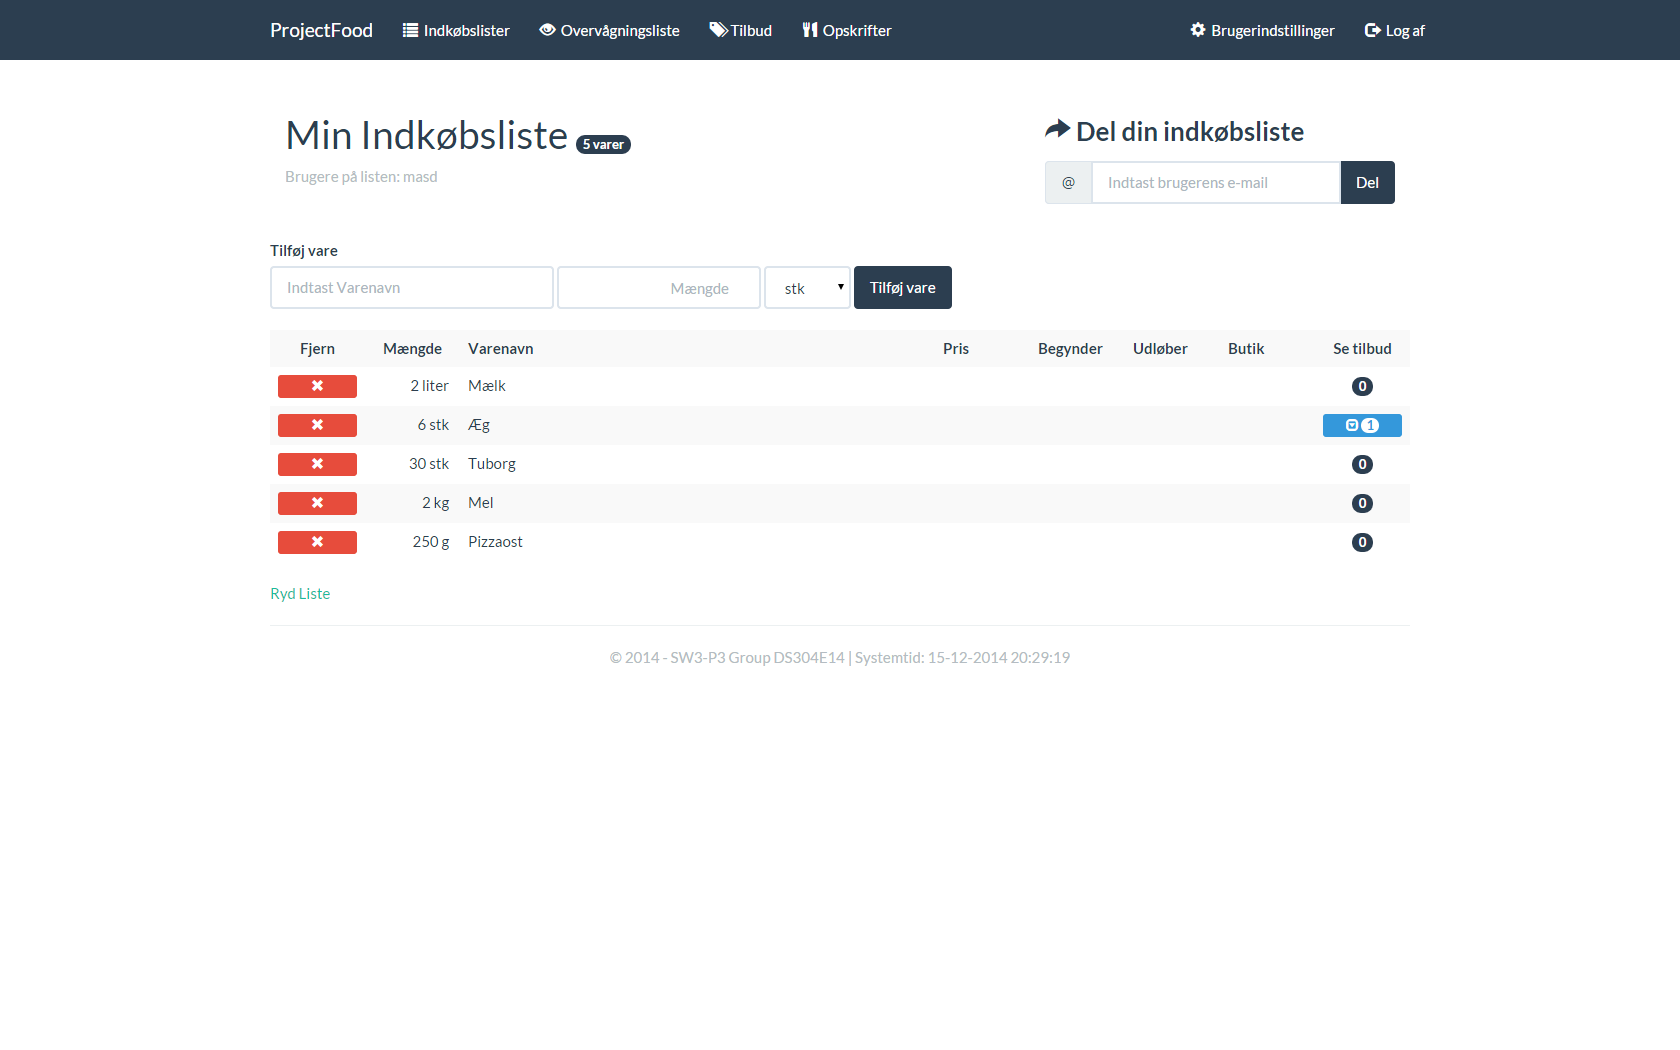 ProjectFood Indkøbslister Overvågningsliste Tilbud Opskrifter Brugerindstillinger Log af
Min Indkøbsliste 5 varer
Brugere på listen: masd
Del din indkøbsliste
@ Indtast brugerens e-mail Del
Tilføj vare
Indtast Varenavn Mængde stk Tilføj vare
Fjern Mængde Varenavn Pris Begynder Udløber Butik Se tilbud
2 liter Mælk 0
6 stk Æg 1
30 stk Tuborg 0
2 kg Mel 0
250 g Pizzaost 0
Ryd Liste
© 2014 - SW3-P3 Group DS304E14 | Systemtid: 15-12-2014 20:29:19